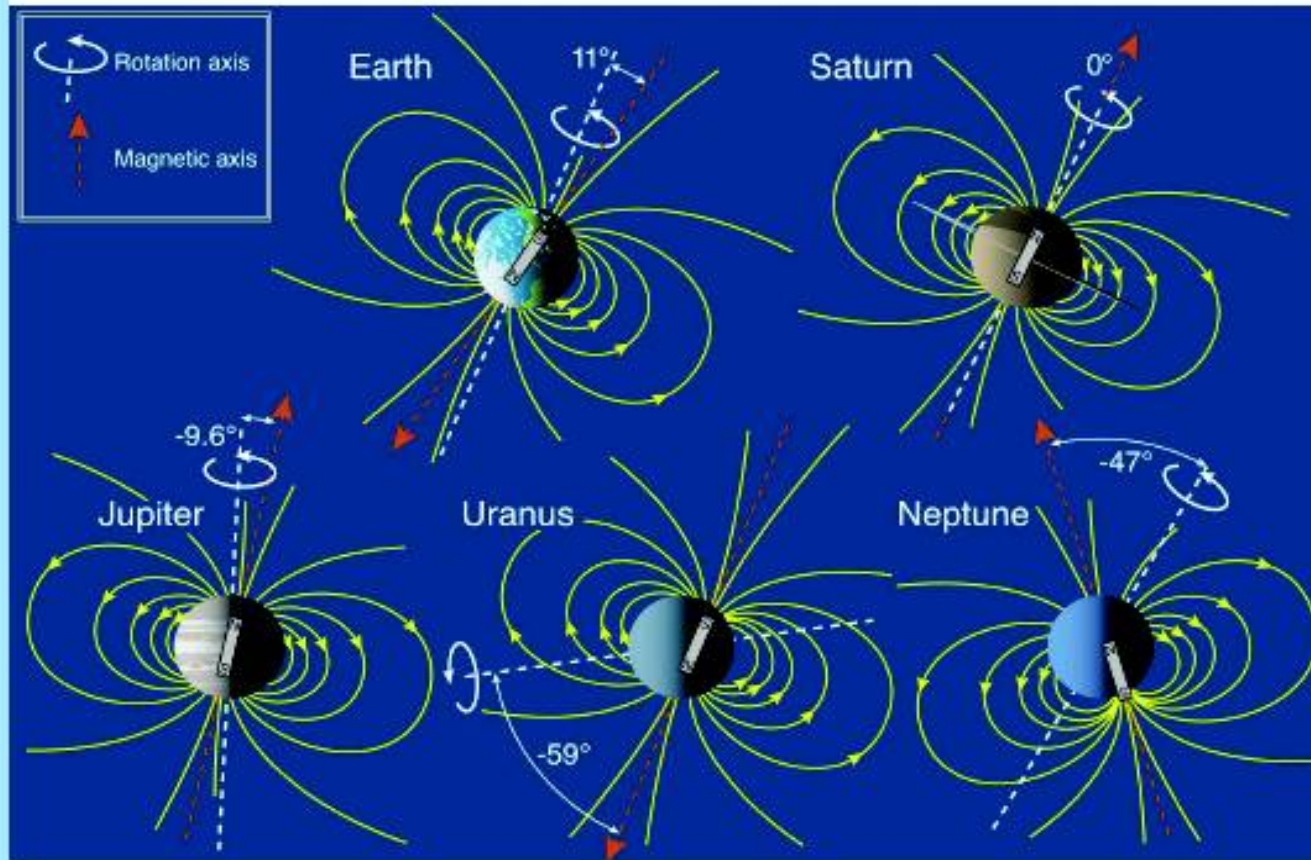 Rotation axis
Magnetic axis
Earth
11°
Saturn
0°
Jupiter
-9.6°
Uranus
-59°
Neptune
-47°